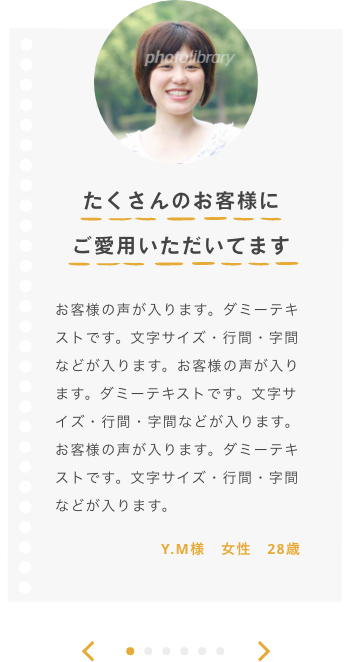 photolibrary
たくさんのお客様に
ご愛用いただいてます
お客様の声が入ります。ダミーテキ
ストです。文字サイズ・行間・字間
などが入ります。お客様の声が入り
ます。ダミーテキストです。文字サ
イズ・行間・字間などが入ります。
お客様の声が入ります。ダミーテキ
ストです。文字サイズ・行間・字間
などが入ります。
Y.M様　女性　28歳